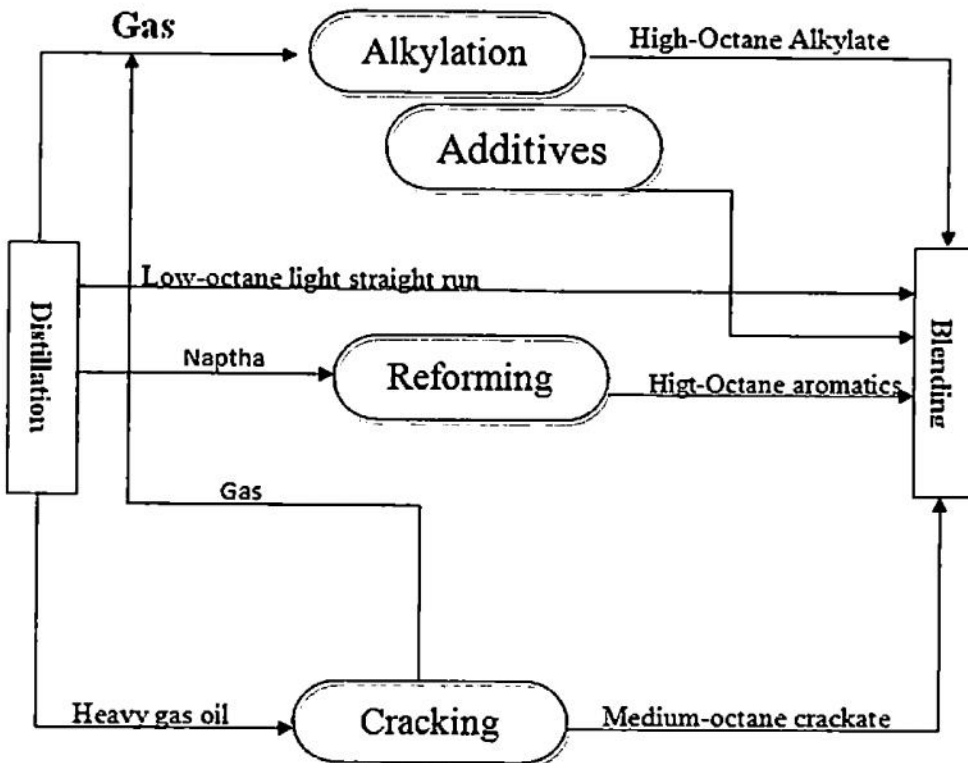 Gas
Alkylation
High-Octane Alkylate
Additives
Distillation
Low-octane light straight run
Blending
Naptha
Reforming
Higt-Octane aromatics
Gas
Heavy gas oil
Cracking
Medium-octane crackate